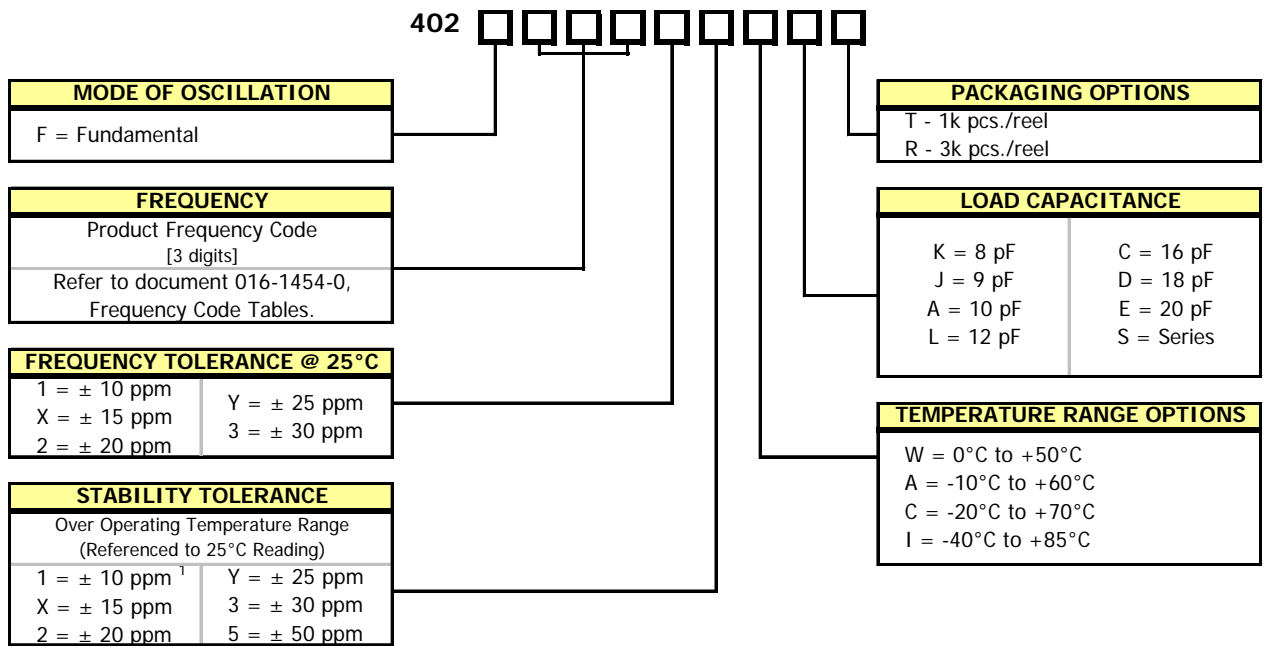 402
MODE OF OSCILLATION
F = Fundamental
FREQUENCY
Product Frequency Code
[3 digits]
Refer to document 016-1454-0,
Frequency Code Tables.
FREQUENCY TOLERANCE @ 25°C
1 = ± 10 ppm
X = ± 15 ppm
2 = ± 20 ppm
Y = ± 25 ppm
3 = ± 30 ppm
STABILITY TOLERANCE
Over Operating Temperature Range
(Referenced to 25°C Reading)
1 = ± 10 ppm ¹
X = ± 15 ppm
2 = ± 20 ppm
Y = ± 25 ppm
3 = ± 30 ppm
5 = ± 50 ppm
PACKAGING OPTIONS
T - 1k pcs./reel
R - 3k pcs./reel
LOAD CAPACITANCE
K = 8 pF
J = 9 pF
A = 10 pF
L = 12 pF
C = 16 pF
D = 18 pF
E = 20 pF
S = Series
TEMPERATURE RANGE OPTIONS
W = 0°C to +50°C
A = -10°C to +60°C
C = -20°C to +70°C
I = -40°C to +85°C